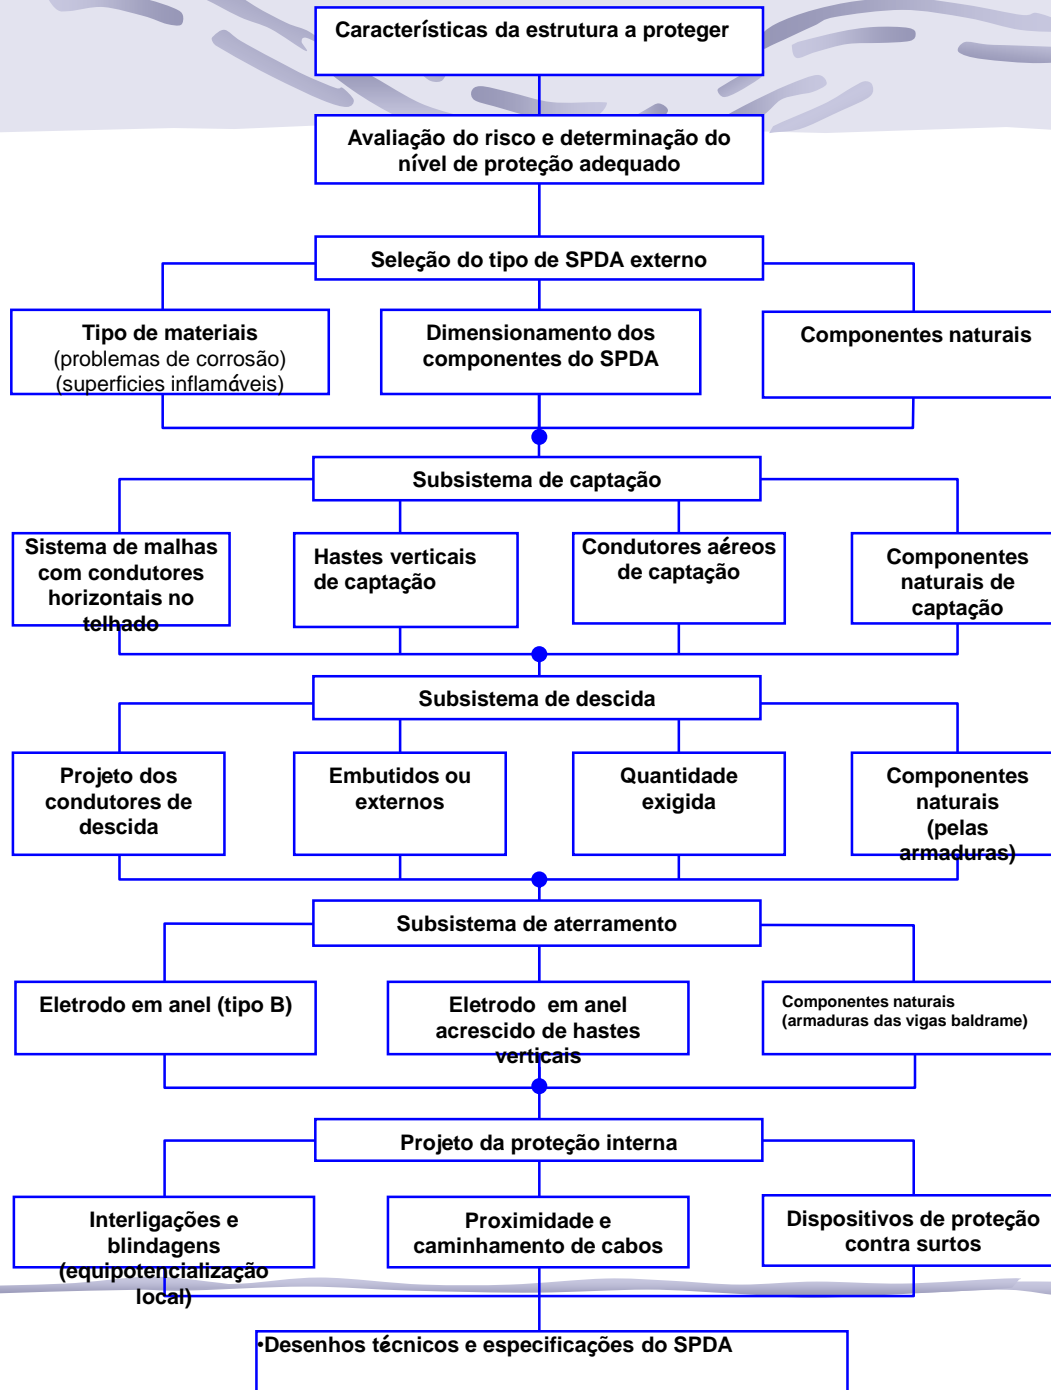 Características da estrutura a proteger
Avaliação do risco e determinação do
nível de proteção adequado
Seleção do tipo de SPDA externo
Tipo de materiais
(problemas de corrosão)
(superficies inflamáveis)
Dimensionamento dos
componentes do SPDA
Componentes naturais
Subsistema de captação
Sistema de malhas
com condutores
horizontais no
telhado
Hastes verticais
de captação
Condutores aéreos
de captação
Componentes
naturais de
captação
Subsistema de descida
Projeto dos
condutores de
descida
Embutidos ou
externos
Quantidade
exigida
Componentes
naturais
(pelas
armaduras)
Subsistema de aterramento
Eletrodo em anel (tipo B)
Eletrodo em anel
acrescido de hastes
verticais
Componentes naturais
(armaduras das vigas baldrame)
Projeto da proteção interna
Interligações e
blindagens
(equipotencialização
local)
Proximidade e
caminhamento de cabos
Dispositivos de proteção
contra surtos
•Desenhos técnicos e especificações do SPDA